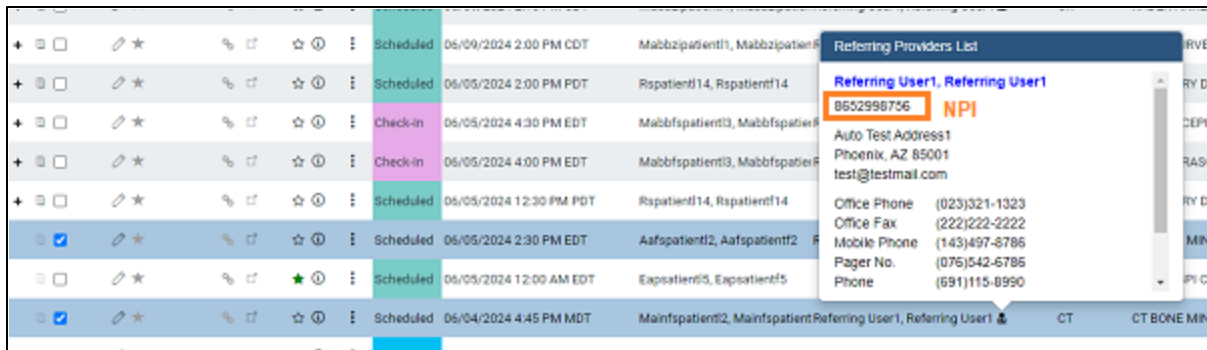 Scheduled 06/09/2024 2:00 PM CDT Mabbzipatientl1, Mabbzipatien
Scheduled 06/05/2024 2:00 PM PDT Rspatientl14, Rspatientf14
Check-In 06/05/2024 4:30 PM EDT Mabbfspatientl3, Mabbfspatie
Check-In 06/05/2024 4:00 PM EDT Mabbfspatientl3, Mabbfspatie
Scheduled 06/05/2024 12:30 PM PDT Rspatientl14, Rspatientf14
Scheduled 06/05/2024 2:30 PM EDT Aafspatientl2, Aafspatientf2 MIN
Scheduled 06/05/2024 12:00 AM EDT Eapsatientl5, Eapsatientf5
Scheduled 06/04/2024 4:45 PM MDT Mainfspatientl2, Mainfspatient Referring User1, Referring User1 CT CT BONE MIN
Referring Providers List
Referring User1, Referring User1
8652998756 NPI
Auto Test Address1
Phoenix, AZ 85001
test@testmail.com
Office Phone (023)321-1323
Office Fax (222)222-2222
Mobile Phone (143)497-8786
Pager No. (076)542-6786
Phone (691)115-8990